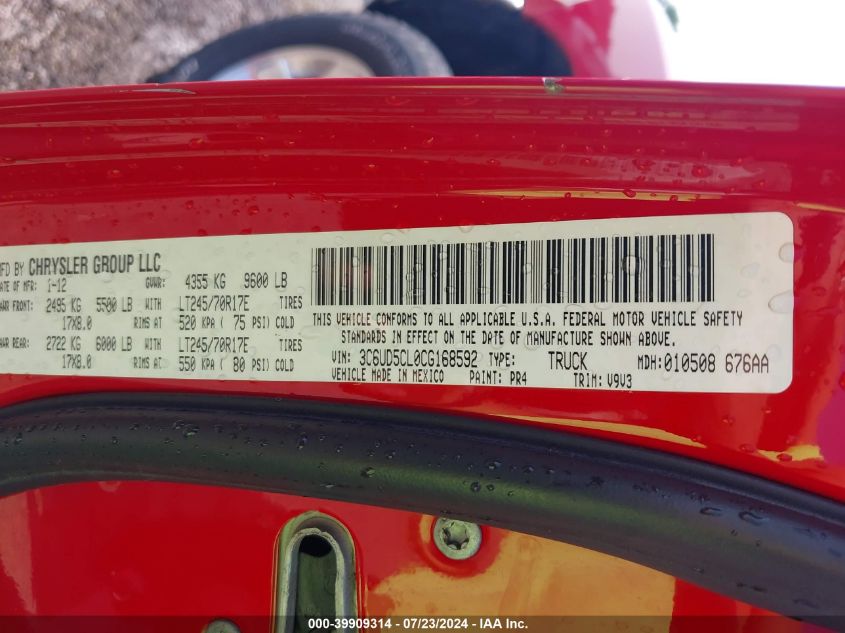 MFD BY CHRYSLER GROUP LLC
DATE OF MFR: 1-12 GVWR: 4355 KG 9600 LB
FRONT: 2495 KG 5500 LB WITH LT245/70R17E TIRES
17X8.0 RIMS AT 520 KPA ( 75 PSI) COLD
REAR: 2722 KG 6000 LB WITH LT245/70R17E TIRES
17X8.0 RIMS AT 550 KPA ( 80 PSI) COLD
THIS VEHICLE CONFORMS TO ALL APPLICABLE U.S.A. FEDERAL MOTOR VEHICLE SAFETY
STANDARDS IN EFFECT ON THE DATE OF MANUFACTURE SHOWN ABOVE.
VIN: 3C6UD5CL0CG168592 TYPE: TRUCK MDH: 010508 676AA
VEHICLE MADE IN MEXICO PAINT: PR4 TRIM: V9V3
000-39909314 - 07/23/2024 - IAA Inc.